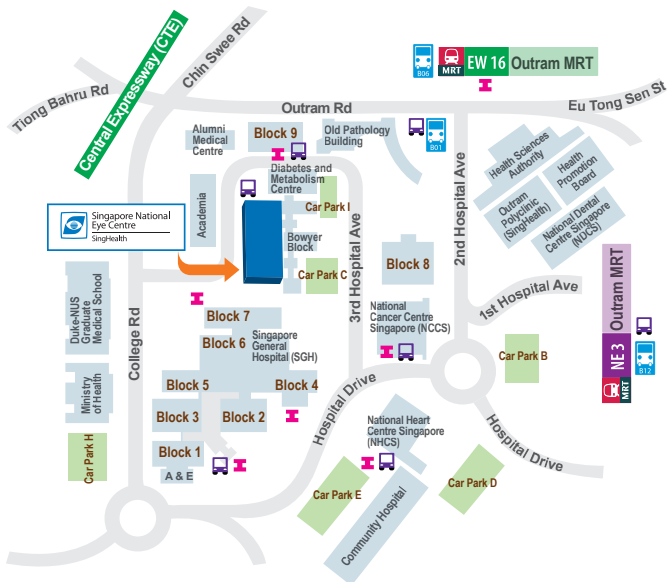 Central Expressway (CTE)
Chin Swee Rd
Tiong Bahru Rd
B06
MRT
EW 16
Outram MRT
Eu Tong Sen St
Outram Rd
Alumni
Medical
Centre
Block 9
Old Pathology
Building
B01
Health Sciences
Authority
Health
Promotion
Board
Outram
Polyclinic
(SingHealth)
National Dental
Centre Singapore
(NDCS)
2nd Hospital Ave
Diabetes and
Metabolism
Centre
Car Park I
Academia
Singapore National
Eye Centre
SingHealth
Bowyer
Block
Car Park C
3rd Hospital Ave
Block 8
1st Hospital Ave
Outram MRT
NE 3
MRT
B12
Duke-NUS
Graduate
Medical School
College Rd
Block 7
Block 6
Singapore
General
Hospital (SGH)
National
Cancer Centre
Singapore (NCCS)
Car Park B
Ministry
of Health
Block 5
Block 4
Block 3
Block 2
Hospital Drive
National Heart
Centre Singapore
(NHCS)
Hospital Drive
Car Park H
Block 1
A & E
Car Park E
Community Hospital
Car Park D